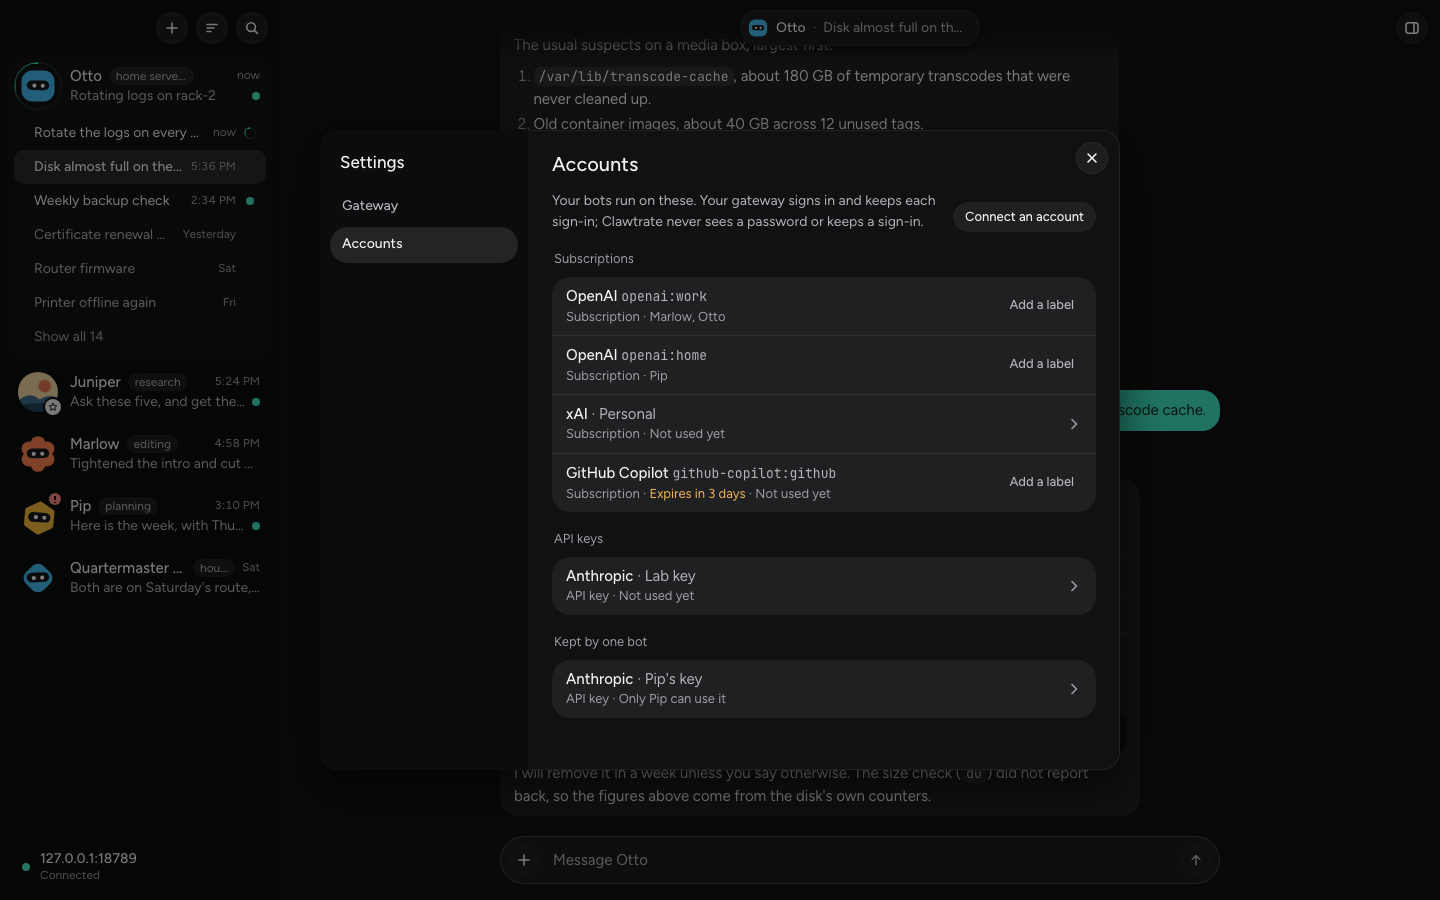 Otto home serve... now
Rotating logs on rack-2
Rotate the logs on every ... now
Disk almost full on the... 5:36 PM
Weekly backup check 2:34 PM
Certificate renewal ... Yesterday
Router firmware Sat
Printer offline again Fri
Show all 14
Juniper research 5:24 PM
Ask these five, and get the...
Marlow editing 4:58 PM
Tightened the intro and cut ...
Pip planning 3:10 PM
Here is the week, with Thu...
Quartermaster ... hou... Sat
Both are on Saturday's route,...
127.0.0.1:18789
Connected
Otto · Disk almost full on th...
The usual suspects on a media box, largest first:
1. /var/lib/transcode-cache, about 180 GB of temporary transcodes that were
never cleaned up.
2. Old container images, about 40 GB across 12 unused tags.
Settings
Gateway
Accounts
Accounts
Your bots run on these. Your gateway signs in and keeps each
sign-in; Clawtrate never sees a password or keeps a sign-in.
Connect an account
Subscriptions
OpenAI openai:work
Subscription · Marlow, Otto
Add a label
OpenAI openai:home
Subscription · Pip
Add a label
xAI · Personal
Subscription · Not used yet
GitHub Copilot github-copilot:github
Subscription · Expires in 3 days · Not used yet
Add a label
API keys
Anthropic · Lab key
API key · Not used yet
Kept by one bot
Anthropic · Pip's key
API key · Only Pip can use it
scode cache.
I will remove it in a week unless you say otherwise. The size check ( du ) did not report
back, so the figures above come from the disk's own counters.
Message Otto